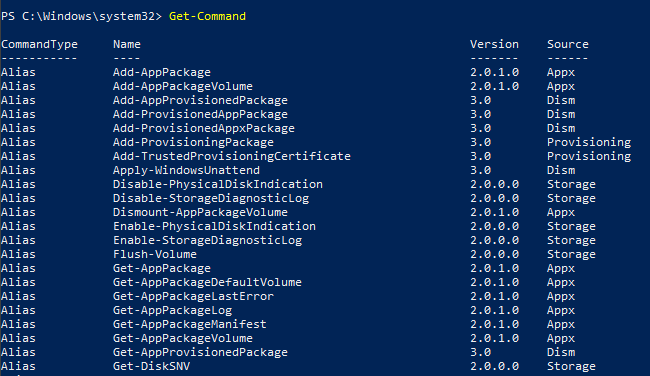 PS C:\Windows\system32> Get-Command
CommandType Name Version Source
----------- ---- ------- ------
Alias Add-AppPackage 2.0.1.0 Appx
Alias Add-AppPackageVolume 2.0.1.0 Appx
Alias Add-AppProvisionedPackage 3.0 Dism
Alias Add-ProvisionedAppPackage 3.0 Dism
Alias Add-ProvisionedAppxPackage 3.0 Dism
Alias Add-ProvisioningPackage 3.0 Provisioning
Alias Add-TrustedProvisioningCertificate 3.0 Provisioning
Alias Apply-WindowsUnattend 3.0 Dism
Alias Disable-PhysicalDiskIndication 2.0.0.0 Storage
Alias Disable-StorageDiagnosticLog 2.0.0.0 Storage
Alias Dismount-AppPackageVolume 2.0.1.0 Appx
Alias Enable-PhysicalDiskIndication 2.0.0.0 Storage
Alias Enable-StorageDiagnosticLog 2.0.0.0 Storage
Alias Flush-Volume 2.0.0.0 Storage
Alias Get-AppPackage 2.0.1.0 Appx
Alias Get-AppPackageDefaultVolume 2.0.1.0 Appx
Alias Get-AppPackageLastError 2.0.1.0 Appx
Alias Get-AppPackageLog 2.0.1.0 Appx
Alias Get-AppPackageManifest 2.0.1.0 Appx
Alias Get-AppPackageVolume 2.0.1.0 Appx
Alias Get-AppProvisionedPackage 3.0 Dism
Alias Get-DiskSNV 2.0.0.0 Storage